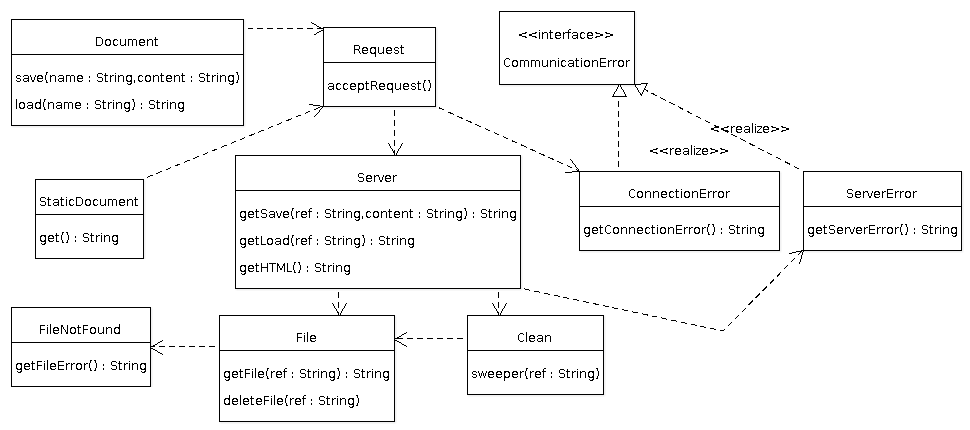 Document
save(name : String,content : String)
load(name : String) : String
Request
acceptRequest()
<<interface>>
CommunicationError
<<realize>>
<<realize>>
StaticDocument
get() : String
Server
getSave(ref : String,content : String) : String
getLoad(ref : String) : String
getHTML() : String
ConnectionError
getConnectionError() : String
ServerError
getServerError() : String
FileNotFound
getFileError() : String
File
getFile(ref : String) : String
deleteFile(ref : String)
Clean
sweeper(ref : String)